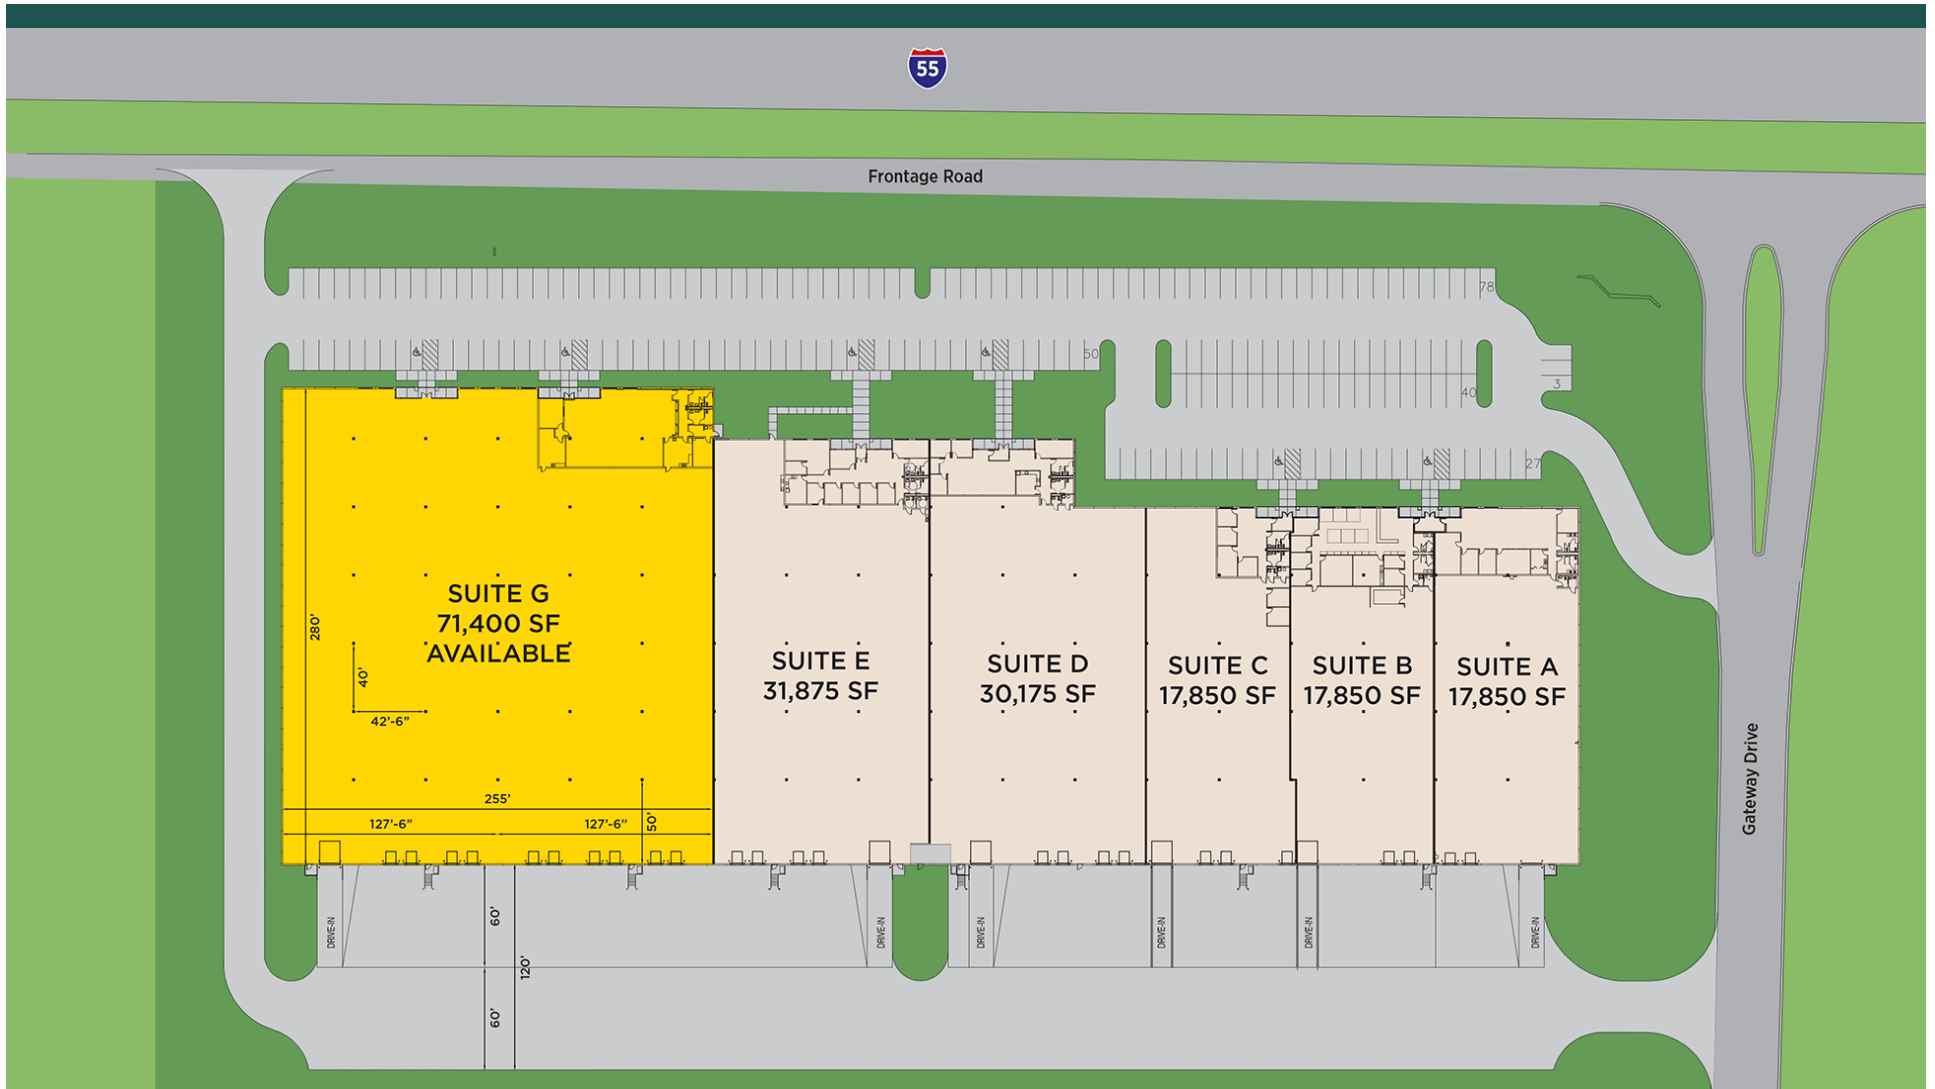 55
Frontage Road
78
50
40
3
27
SUITE G
71,400 SF
AVAILABLE
280'
40'
42'-6"
255'
127'-6"
127'-6"
50'
SUITE E
31,875 SF
SUITE D
30,175 SF
SUITE C
17,850 SF
SUITE B
17,850 SF
SUITE A
17,850 SF
Gateway Drive
DRIVE-IN
60'
120'
60'
DRIVE-IN
DRIVE-IN
DRIVE-IN
DRIVE-IN
DRIVE-IN